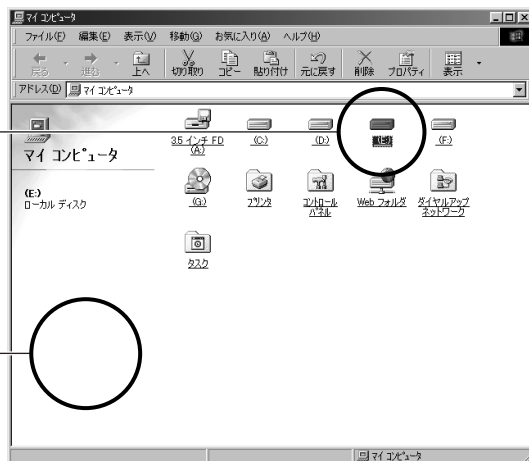 マイ コンピュータ
ファイル(F) 編集(E) 表示(V) 移動(G) お気に入り(A) ヘルプ(H)
戻る 進む 上へ 切り取り コピー 貼り付け 元に戻す 削除 プロパティ 表示
アドレス(D) マイ コンピュータ
マイ コンピュータ
(E:)
ローカル ディスク
3.5 インチ FD
(A:)
(C:)
(D:)
(E:)
(F:)
(G:)
プリンタ
コントロール
パネル
Web フォルダ
ダイヤルアップ
ネットワーク
タスク
マイ コンピュータ